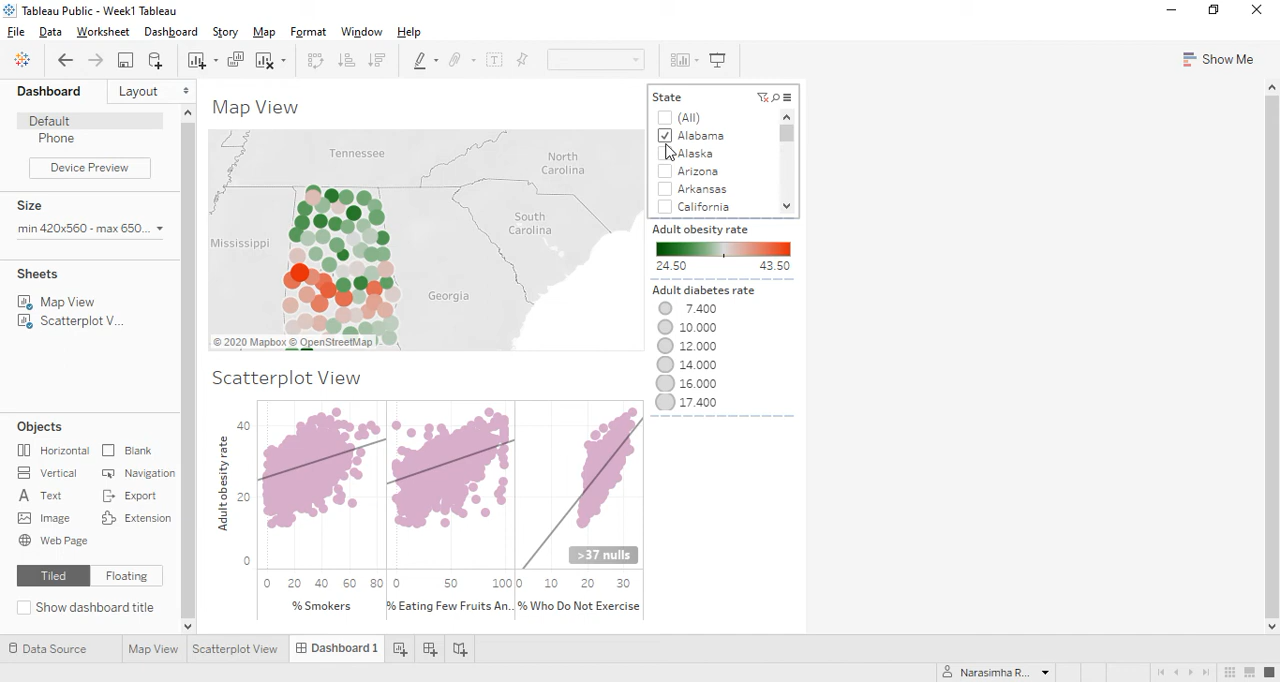 Tableau Public - Week1 Tableau
File Data Worksheet Dashboard Story Map Format Window Help
Show Me
Dashboard Layout
Default
Phone
Device Preview
Size
min 420x560 - max 650...
Sheets
Map View
Scatterplot V...
Objects
Horizontal Blank
Vertical Navigation
Text Export
Image Extension
Web Page
Tiled Floating
Show dashboard title
Map View
Tennessee
North
Carolina
South
Carolina
Mississippi
Georgia
© 2020 Mapbox © OpenStreetMap
State
(All)
Alabama
Alaska
Arizona
Arkansas
California
Adult obesity rate
24.50 43.50
Adult diabetes rate
7.400
10.000
12.000
14.000
16.000
17.400
Scatterplot View
Adult obesity rate
40
20
0
>37 nulls
0 20 40 60 80 0 50 100 0 10 20 30
% Smokers % Eating Few Fruits An.. % Who Do Not Exercise
Data Source Map View Scatterplot View Dashboard 1
Narasimha R...